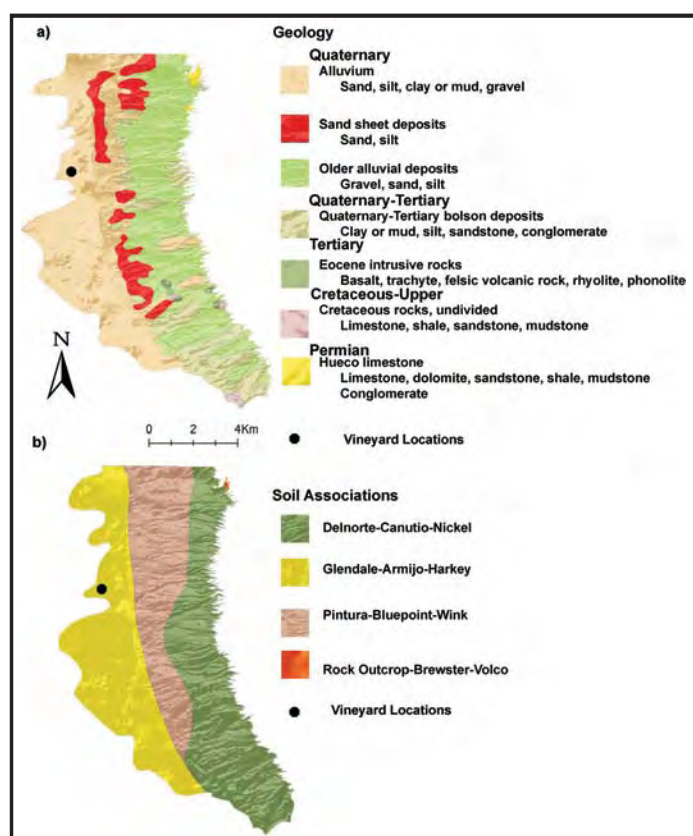 a)
Geology
Quaternary
Alluvium
Sand, silt, clay or mud, gravel
Sand sheet deposits
Sand, silt
Older alluvial deposits
Gravel, sand, silt
Quaternary-Tertiary
Quaternary-Tertiary bolson deposits
Clay or mud, silt, sandstone, conglomerate
Tertiary
Eocene intrusive rocks
Basalt, trachyte, felsic volcanic rock, rhyolite, phonolite
Cretaceous-Upper
Cretaceous rocks, undivided
Limestone, shale, sandstone, mudstone
Permian
Hueco limestone
Limestone, dolomite, sandstone, shale, mudstone
Conglomerate
Vineyard Locations
N
0 2 4Km
b)
Soil Associations
Delnorte-Canutio-Nickel
Glendale-Armijo-Harkey
Pintura-Bluepoint-Wink
Rock Outcrop-Brewster-Volco
Vineyard Locations